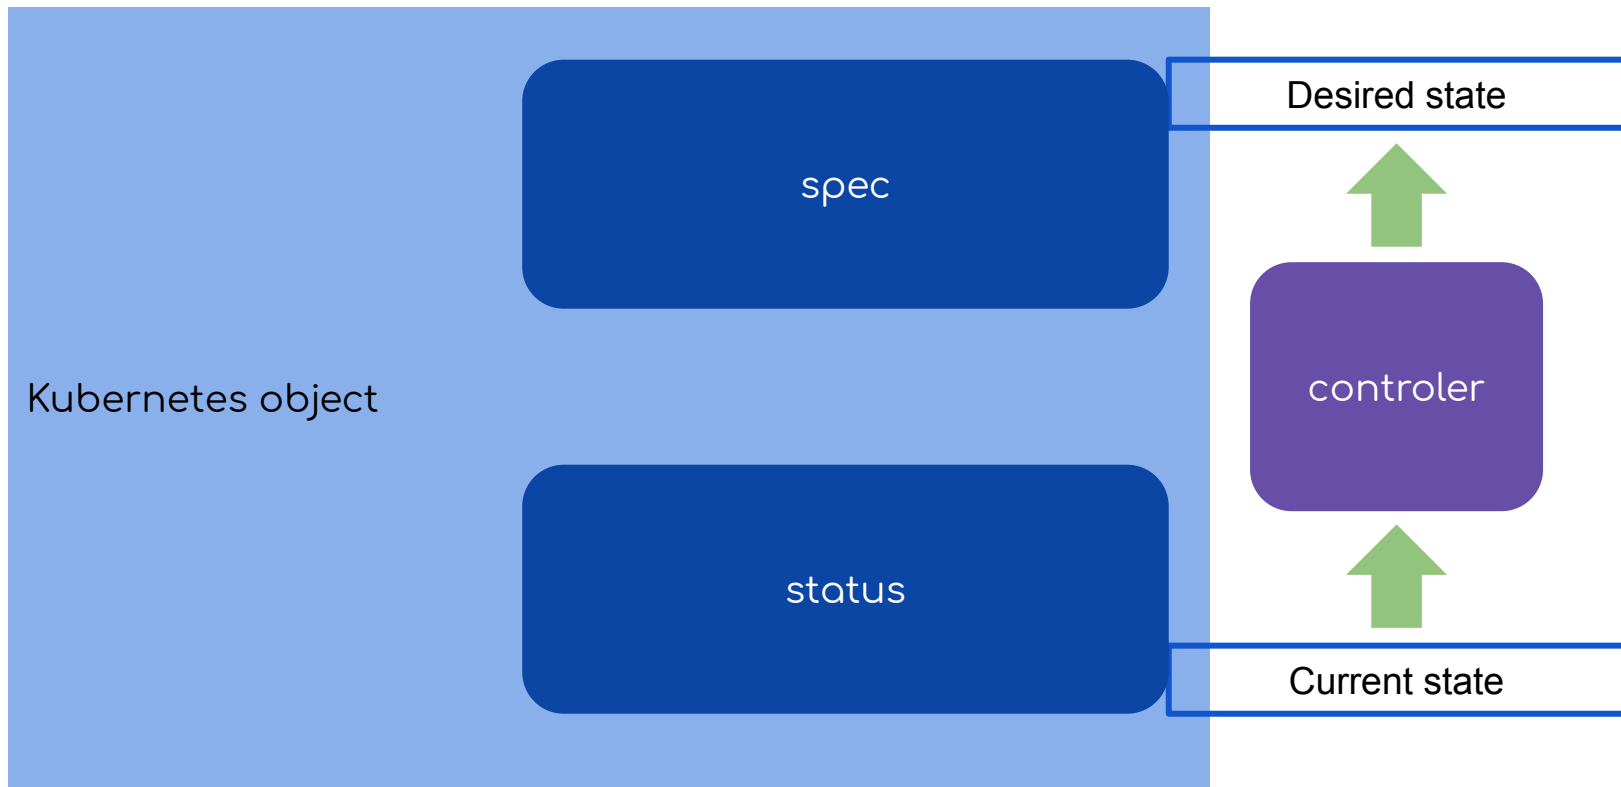 Desired state
spec
Kubernetes object
controler
status
Current state